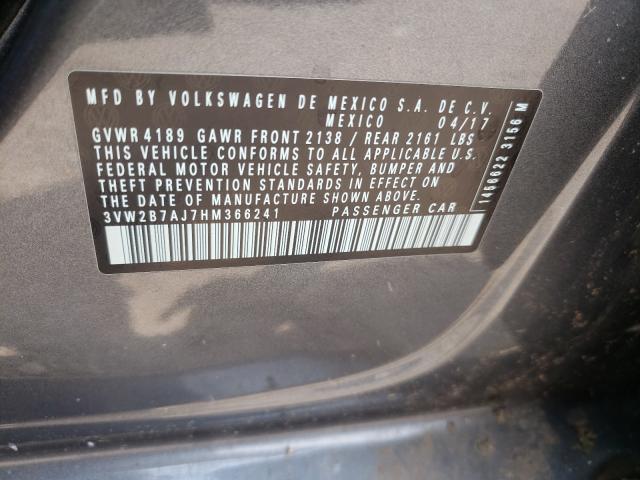 MFD BY VOLKSWAGEN DE MEXICO S.A. DE C.V.
MEXICO 04/17
GVWR 4189 GAWR FRONT 2138 / REAR 2161 LBS
THIS VEHICLE CONFORMS TO ALL APPLICABLE U.S.
FEDERAL MOTOR VEHICLE SAFETY, BUMPER AND
THEFT PREVENTION STANDARDS IN EFFECT ON
THE DATE OF MANUFACTURE SHOWN ABOVE
3VW2B7AJ7HM366241 PASSENGER CAR
1456622 3156 M